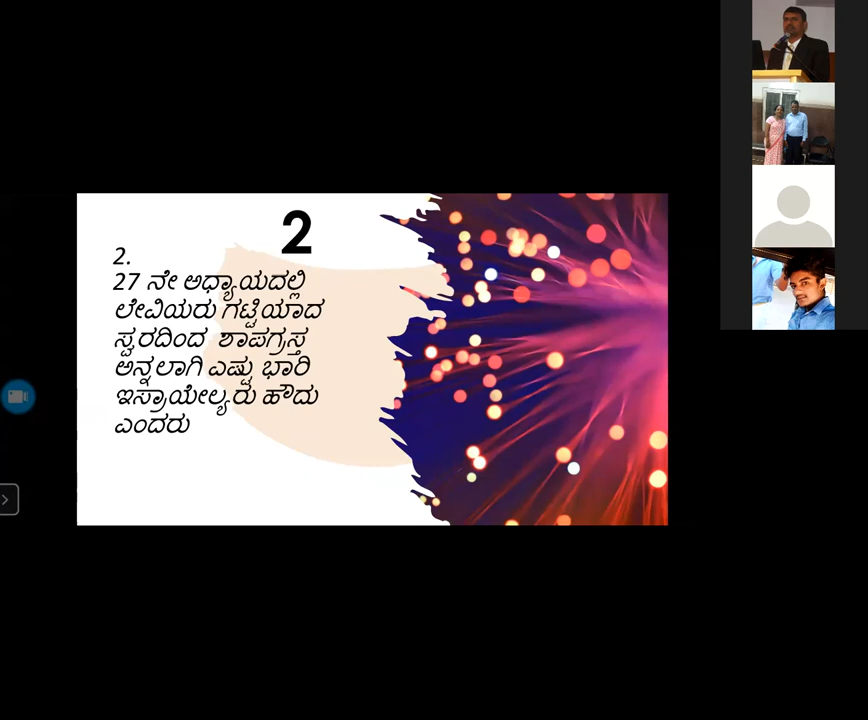 2
2.
27 ನೇ ಅಧ್ಯಾಯದಲ್ಲಿ
ಲೇವಿಯರು ಗಟ್ಟಿಯಾದ
ಸ್ವರದಿಂದ ಶಾಪಗ್ರಸ್ತ
ಅನ್ನಲಾಗಿ ಎಷ್ಟು ಭಾರಿ
ಇಸ್ರಾಯೇಲ್ಯರು ಹೌದು
ಎಂದರು